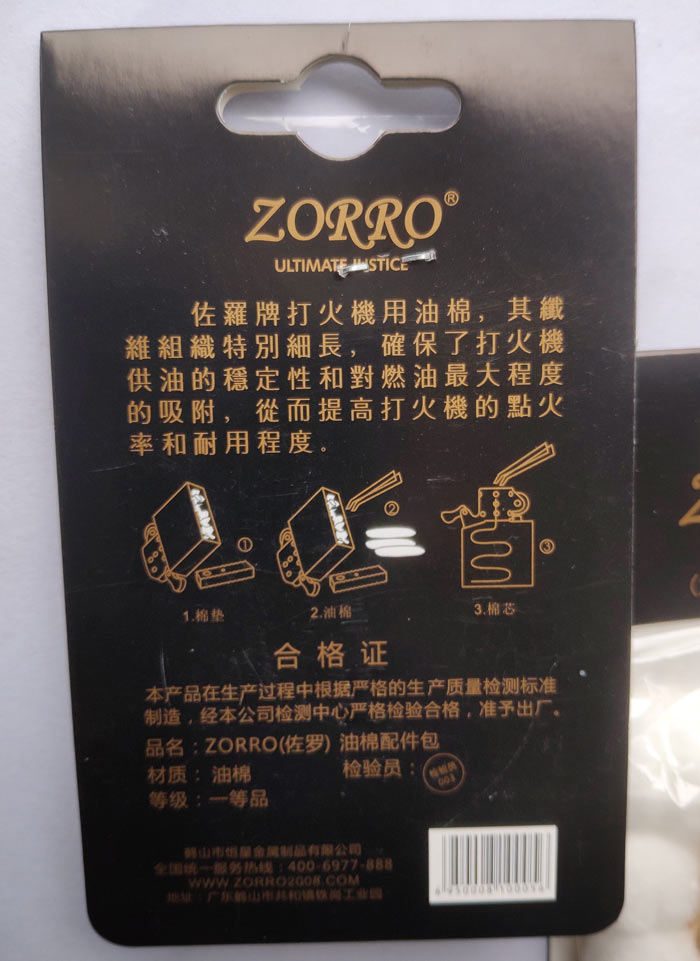 ZORRO®
ULTIMATE JUSTICE
佐羅牌打火機用油棉，其纖
維組織特別細長，確保了打火機
供油的穩定性和對燃油最大程度
的吸附，從而提高打火機的點火
率和耐用程度。
① ② ③
1.棉垫 2.油棉 3.棉芯
合格证
本产品在生产过程中根据严格的生产质量检测标准
制造，经本公司检测中心严格检验合格，准予出厂。
品名：ZORRO(佐罗) 油棉配件包
材质：油棉 检验员：检验员 003
等级：一等品
鹤山市恒星金属制品有限公司
全国统一服务热线：400-6977-888
WWW.ZORRO2008.COM
地址：广东鹤山市共和镇铁岗工业园